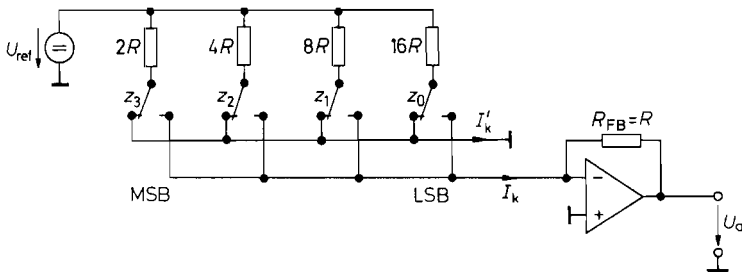 U_ref
=
2R
4R
8R
16R
z_3
z_2
z_1
z_0
I'_k
R_FB = R
MSB
LSB
I_k
−
+
U_a